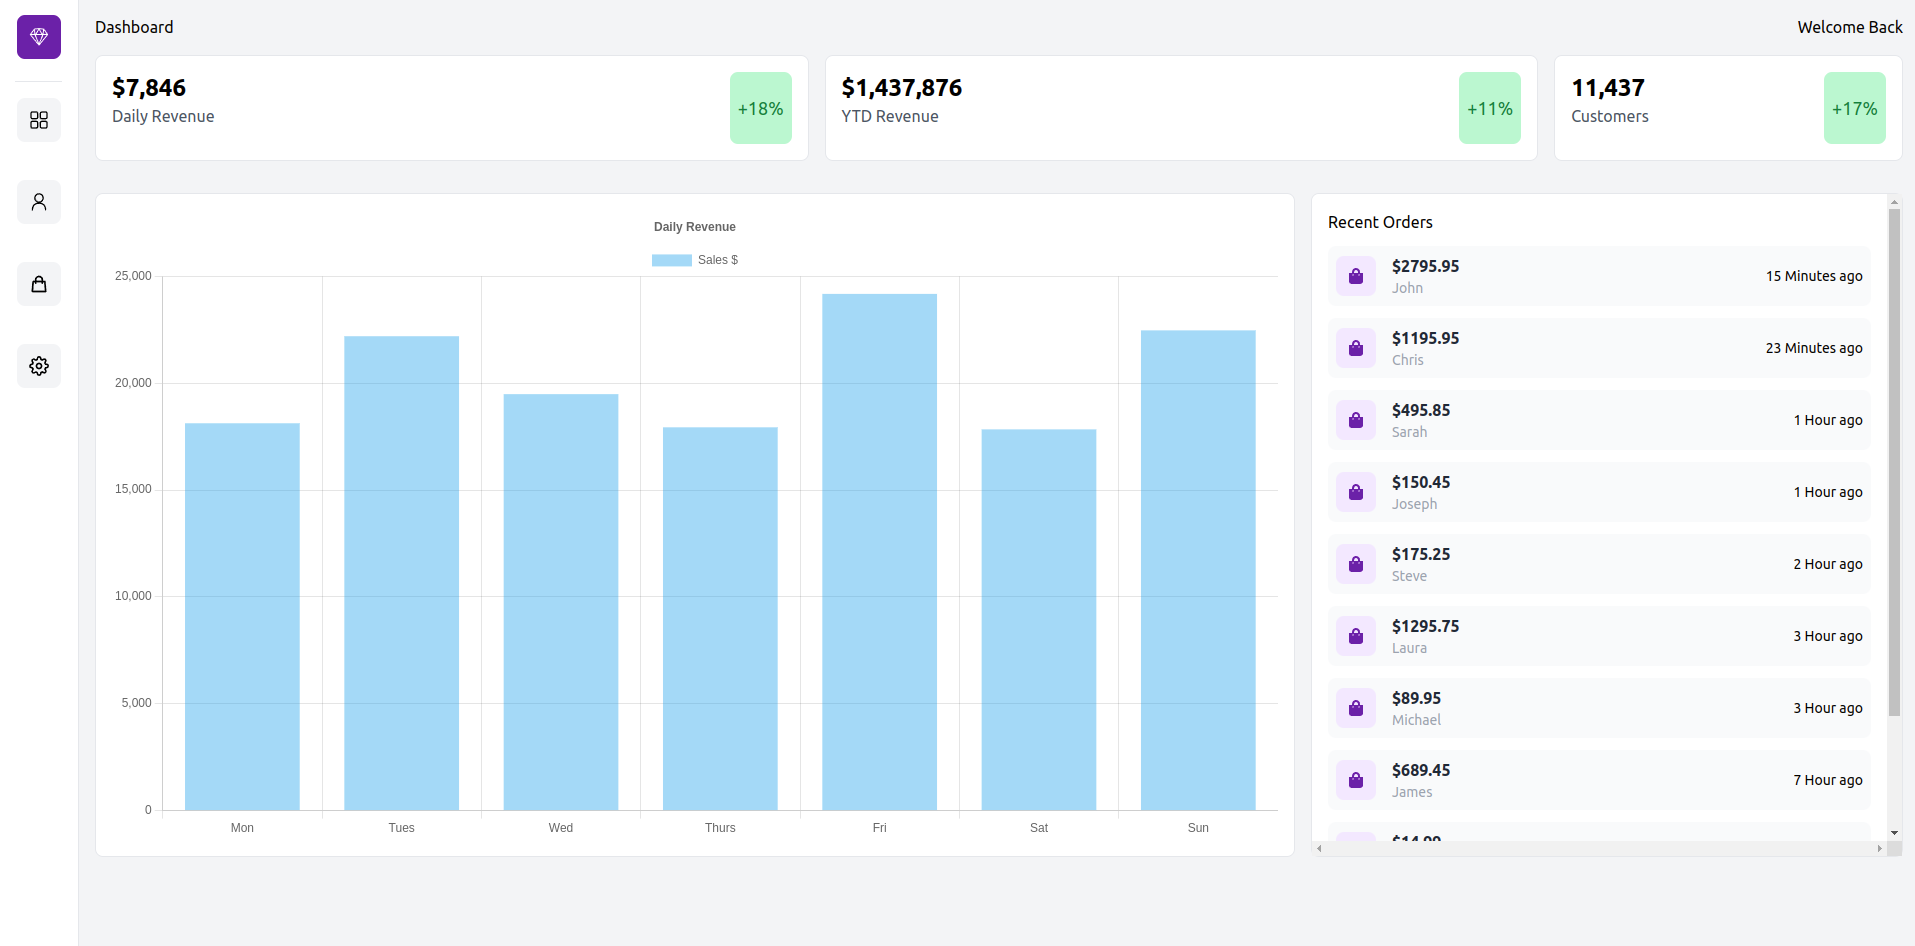 Dashboard
Welcome Back
$7,846
Daily Revenue
+18%
$1,437,876
YTD Revenue
+11%
11,437
Customers
+17%
Daily Revenue
Sales $
25,000
20,000
15,000
10,000
5,000
0
Mon Tues Wed Thurs Fri Sat Sun
Recent Orders
$2795.95
John
15 Minutes ago
$1195.95
Chris
23 Minutes ago
$495.85
Sarah
1 Hour ago
$150.45
Joseph
1 Hour ago
$175.25
Steve
2 Hour ago
$1295.75
Laura
3 Hour ago
$89.95
Michael
3 Hour ago
$689.45
James
7 Hour ago